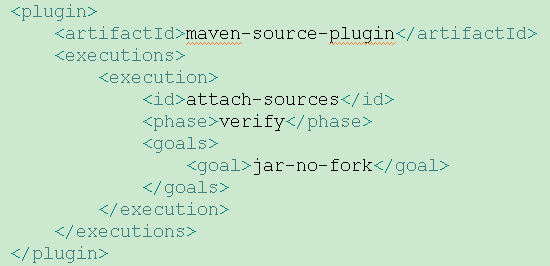 <plugin>
<artifactId>maven-source-plugin</artifactId>
<executions>
<execution>
<id>attach-sources</id>
<phase>verify</phase>
<goals>
<goal>jar-no-fork</goal>
</goals>
</execution>
</executions>
</plugin>